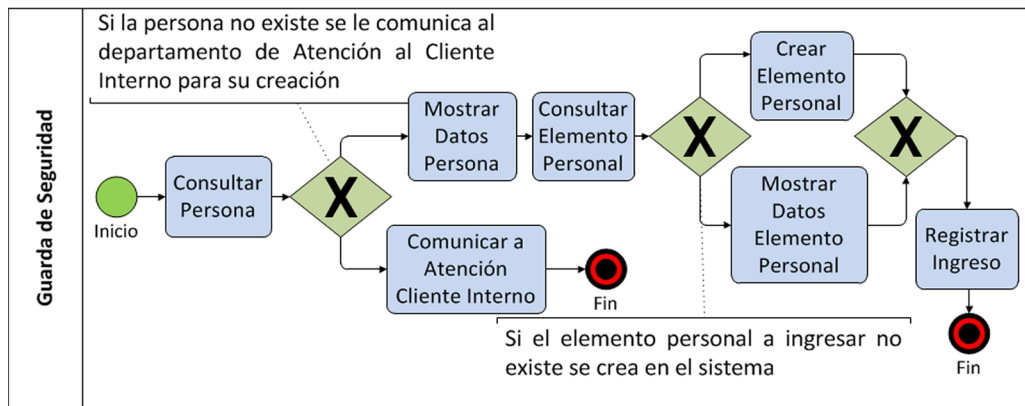 Guarda de Seguridad
Si la persona no existe se le comunica al
departamento de Atención al Cliente
Interno para su creación
Inicio
Consultar
Persona
X
Mostrar
Datos
Persona
Consultar
Elemento
Personal
X
Crear
Elemento
Personal
Mostrar
Datos
Elemento
Personal
X
Comunicar a
Atención
Cliente Interno
Fin
Registrar
Ingreso
Fin
Si el elemento personal a ingresar no
existe se crea en el sistema